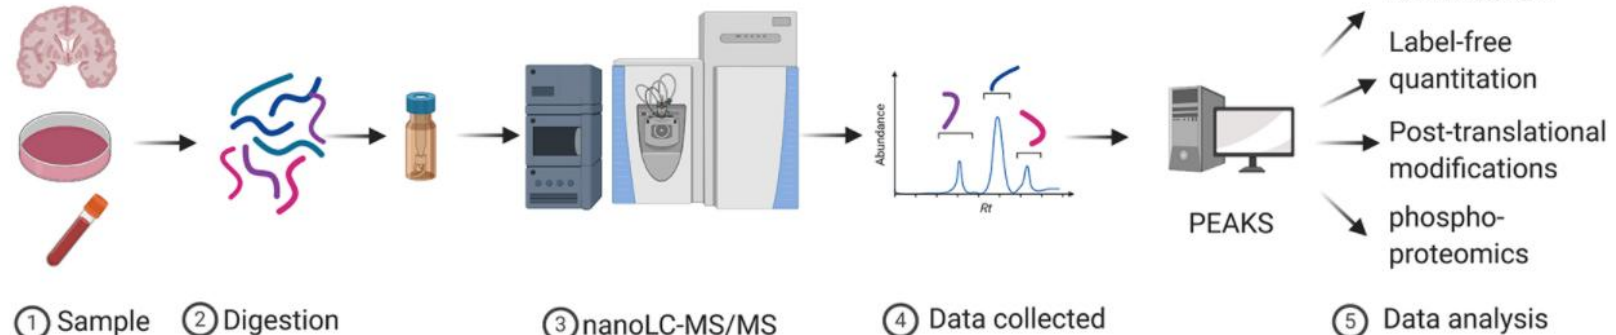 Label-free
quantitation
Post-translational
modifications
phospho-
proteomics
Abundance
Rt
PEAKS
1 Sample
2 Digestion
3 nanoLC-MS/MS
4 Data collected
5 Data analysis